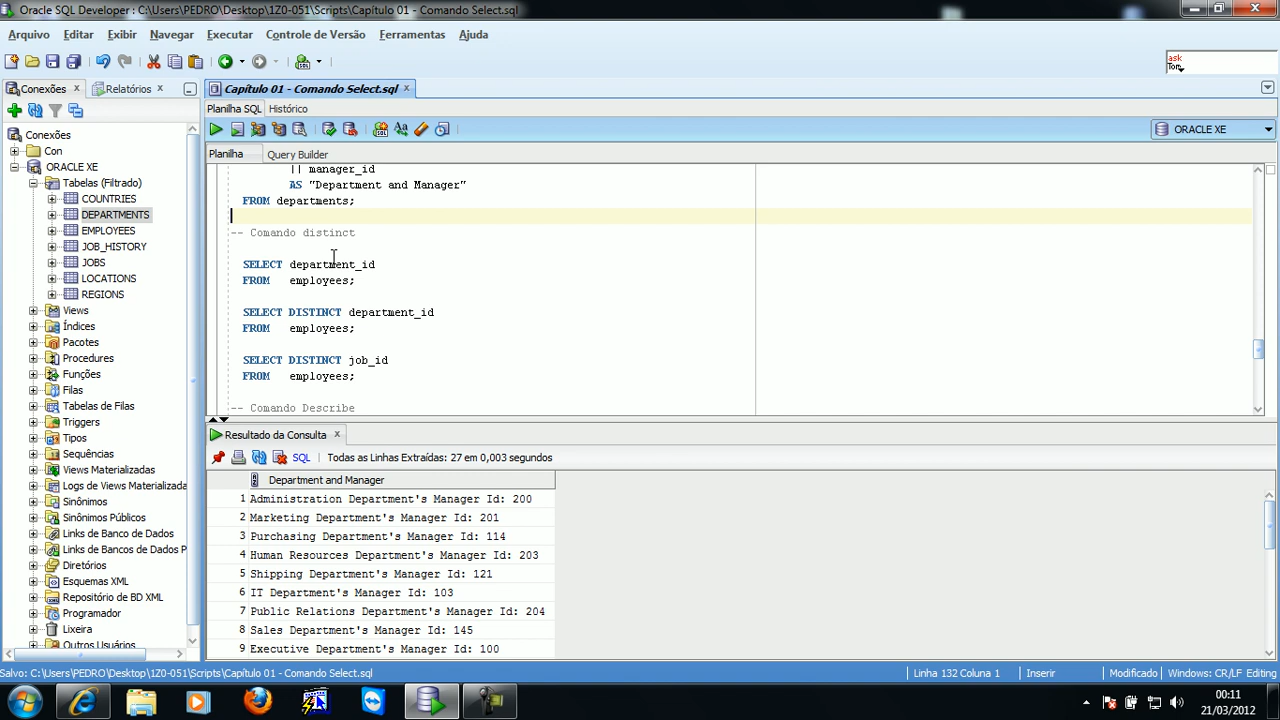 Oracle SQL Developer : C:\Users\PEDRO\Desktop\1Z0-051\Scripts\Capítulo 01 - Comando Select.sql
Arquivo Editar Exibir Navegar Executar Controle de Versão Ferramentas Ajuda
ask
Tom
Conexões Relatórios
Capítulo 01 - Comando Select.sql
Planilha SQL Histórico
ORACLE XE
Planilha Query Builder
Conexões
Con
ORACLE XE
Tabelas (Filtrado)
COUNTRIES
DEPARTMENTS
EMPLOYEES
JOB_HISTORY
JOBS
LOCATIONS
REGIONS
Views
Índices
Pacotes
Procedures
Funções
Filas
Tabelas de Filas
Triggers
Tipos
Sequências
Views Materializadas
Logs de Views Materializada
Sinônimos
Sinônimos Públicos
Links de Banco de Dados
Links de Bancos de Dados P
Diretórios
Esquemas XML
Repositório de BD XML
Programador
Lixeira
Outros Usuários
|| manager_id
AS "Department and Manager"
FROM departments;
-- Comando distinct
SELECT department_id
FROM employees;
SELECT DISTINCT department_id
FROM employees;
SELECT DISTINCT job_id
FROM employees;
-- Comando Describe
Resultado da Consulta
SQL Todas as Linhas Extraídas: 27 em 0,003 segundos
Department and Manager
1 Administration Department's Manager Id: 200
2 Marketing Department's Manager Id: 201
3 Purchasing Department's Manager Id: 114
4 Human Resources Department's Manager Id: 203
5 Shipping Department's Manager Id: 121
6 IT Department's Manager Id: 103
7 Public Relations Department's Manager Id: 204
8 Sales Department's Manager Id: 145
9 Executive Department's Manager Id: 100
Salvo: C:\Users\PEDRO\Desktop\1Z0-051\Scripts\Capítulo 01 - Comando Select.sql Linha 132 Coluna 1 Inserir Modificado Windows: CR/LF Editing
00:11
21/03/2012